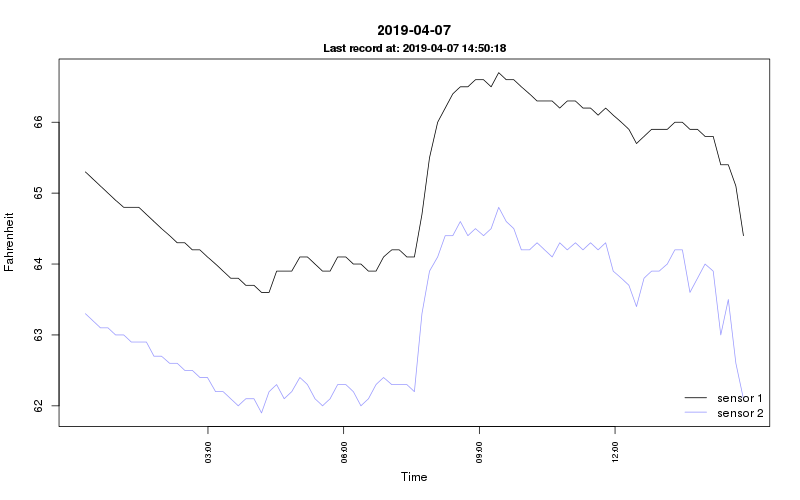 2019-04-07
Last record at: 2019-04-07 14:50:18
Fahrenheit
66
65
64
63
62
sensor 1
sensor 2
03:00
06:00
09:00
12:00
Time